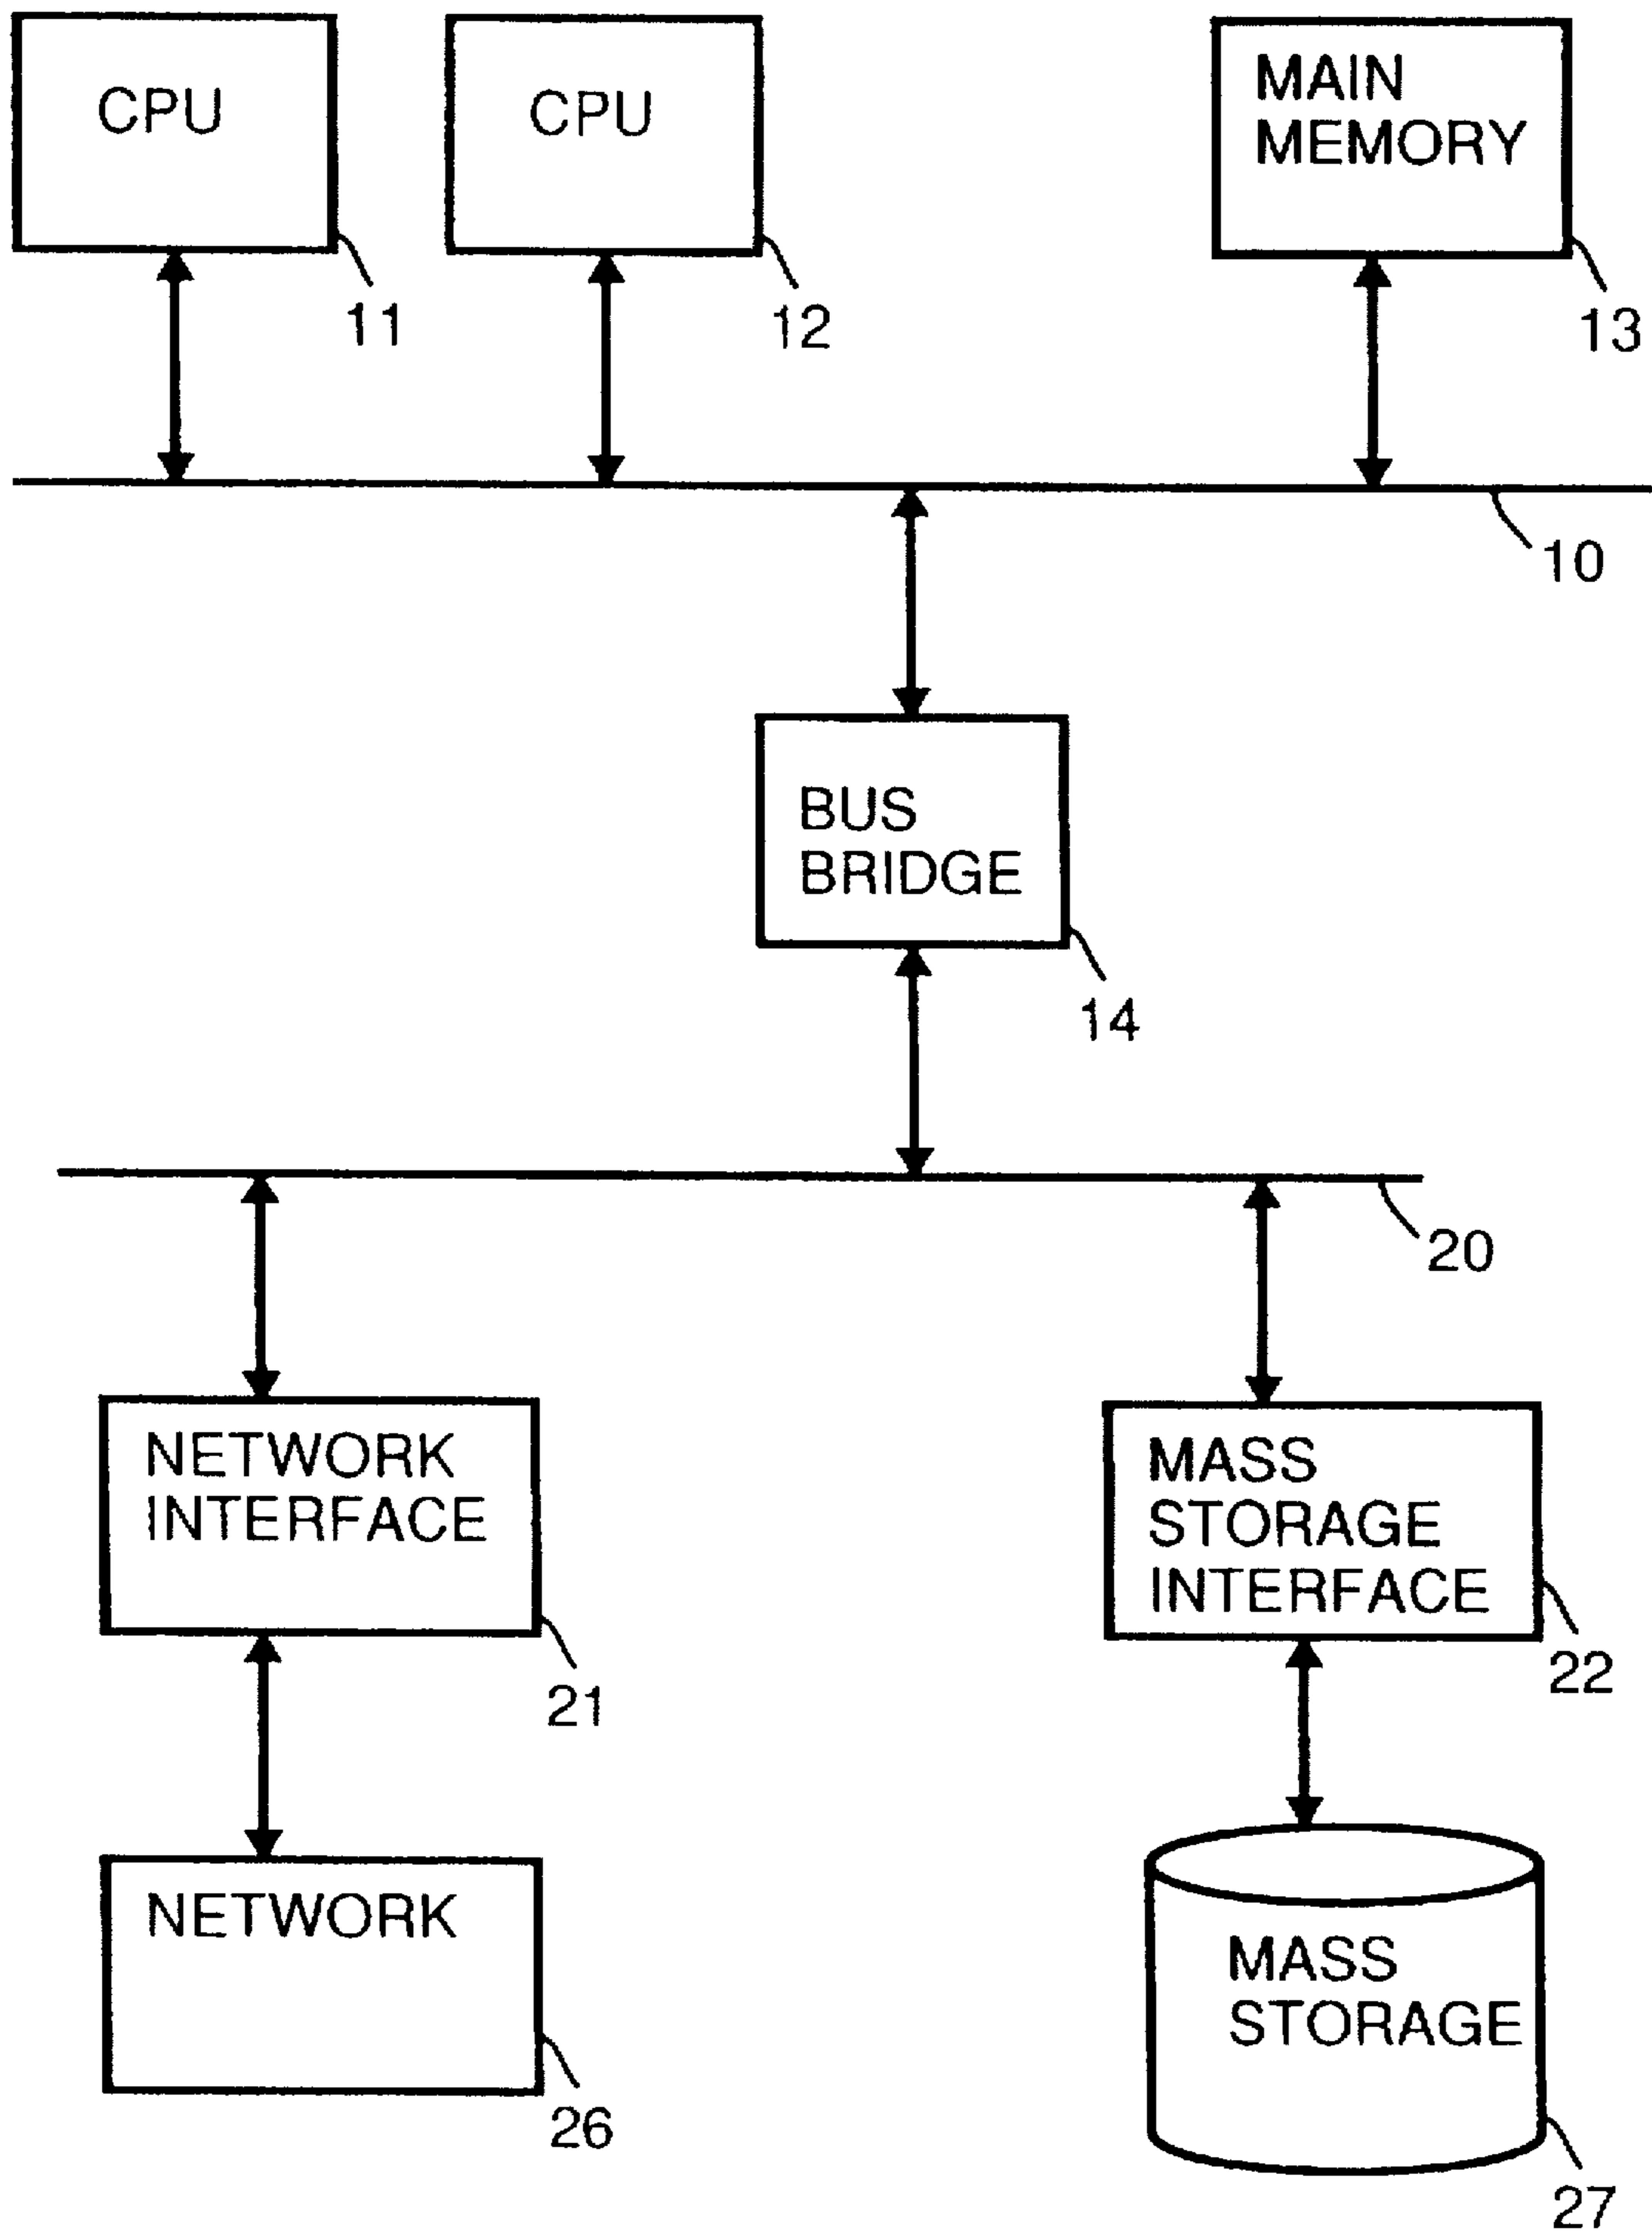 CPU
CPU
MAIN
MEMORY
11
12
13
10
BUS
BRIDGE
14
20
NETWORK
INTERFACE
MASS
STORAGE
INTERFACE
21
22
NETWORK
MASS
STORAGE
26
27